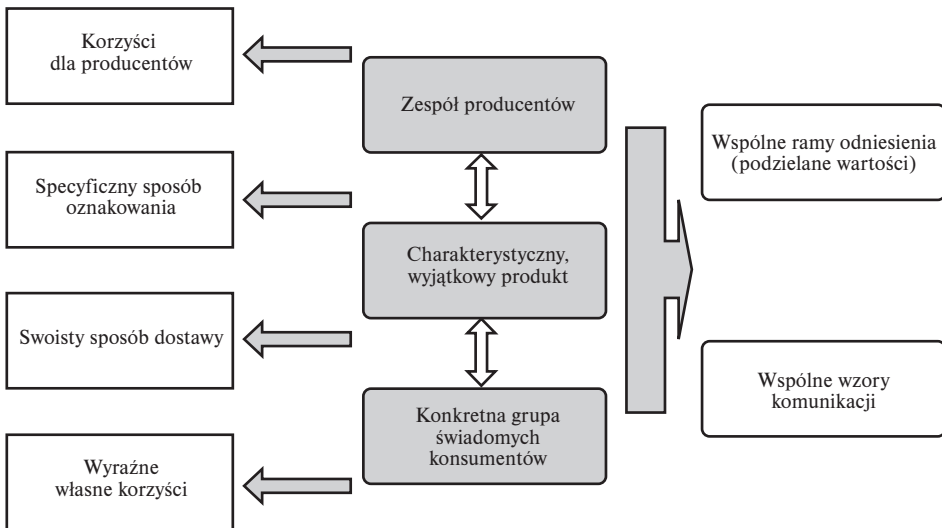 Korzyści
dla producentów
Zespół producentów
Wspólne ramy odniesienia
(podzielane wartości)
Specyficzny sposób
oznakowania
Charakterystyczny,
wyjątkowy produkt
Swoisty sposób dostawy
Wspólne wzory
komunikacji
Konkretna grupa
świadomych
konsumentów
Wyraźne
własne korzyści